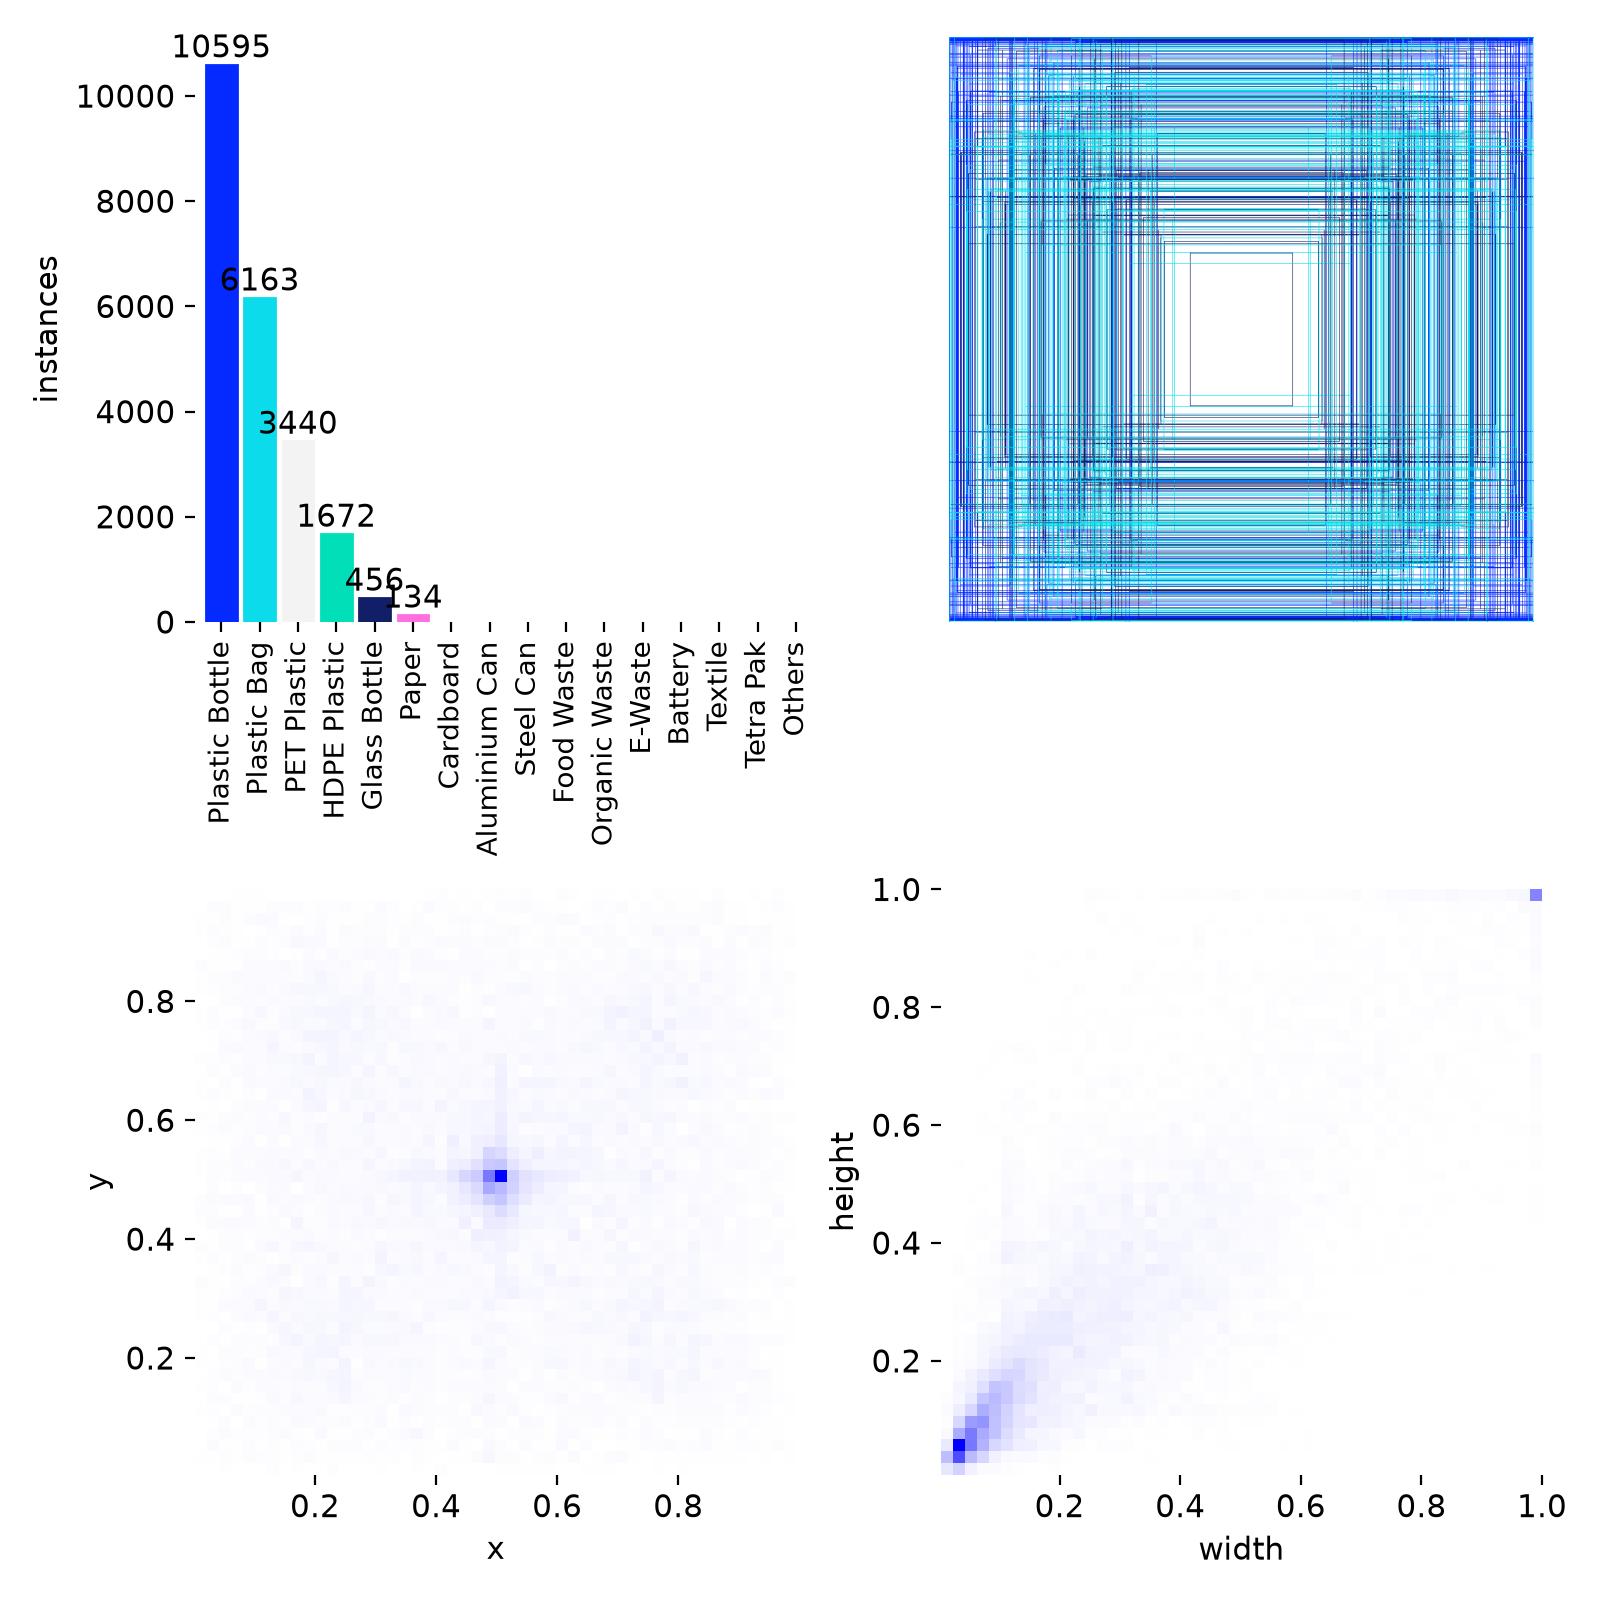 10595
6163
3440
1672
456
134
10000
8000
6000
4000
2000
0
instances
Plastic Bottle
Plastic Bag
PET Plastic
HDPE Plastic
Glass Bottle
Paper
Cardboard
Aluminium Can
Steel Can
Food Waste
Organic Waste
E-Waste
Battery
Textile
Tetra Pak
Others
0.8
0.6
0.4
0.2
y
0.2 0.4 0.6 0.8
x
1.0
0.8
0.6
0.4
0.2
height
0.2 0.4 0.6 0.8 1.0
width